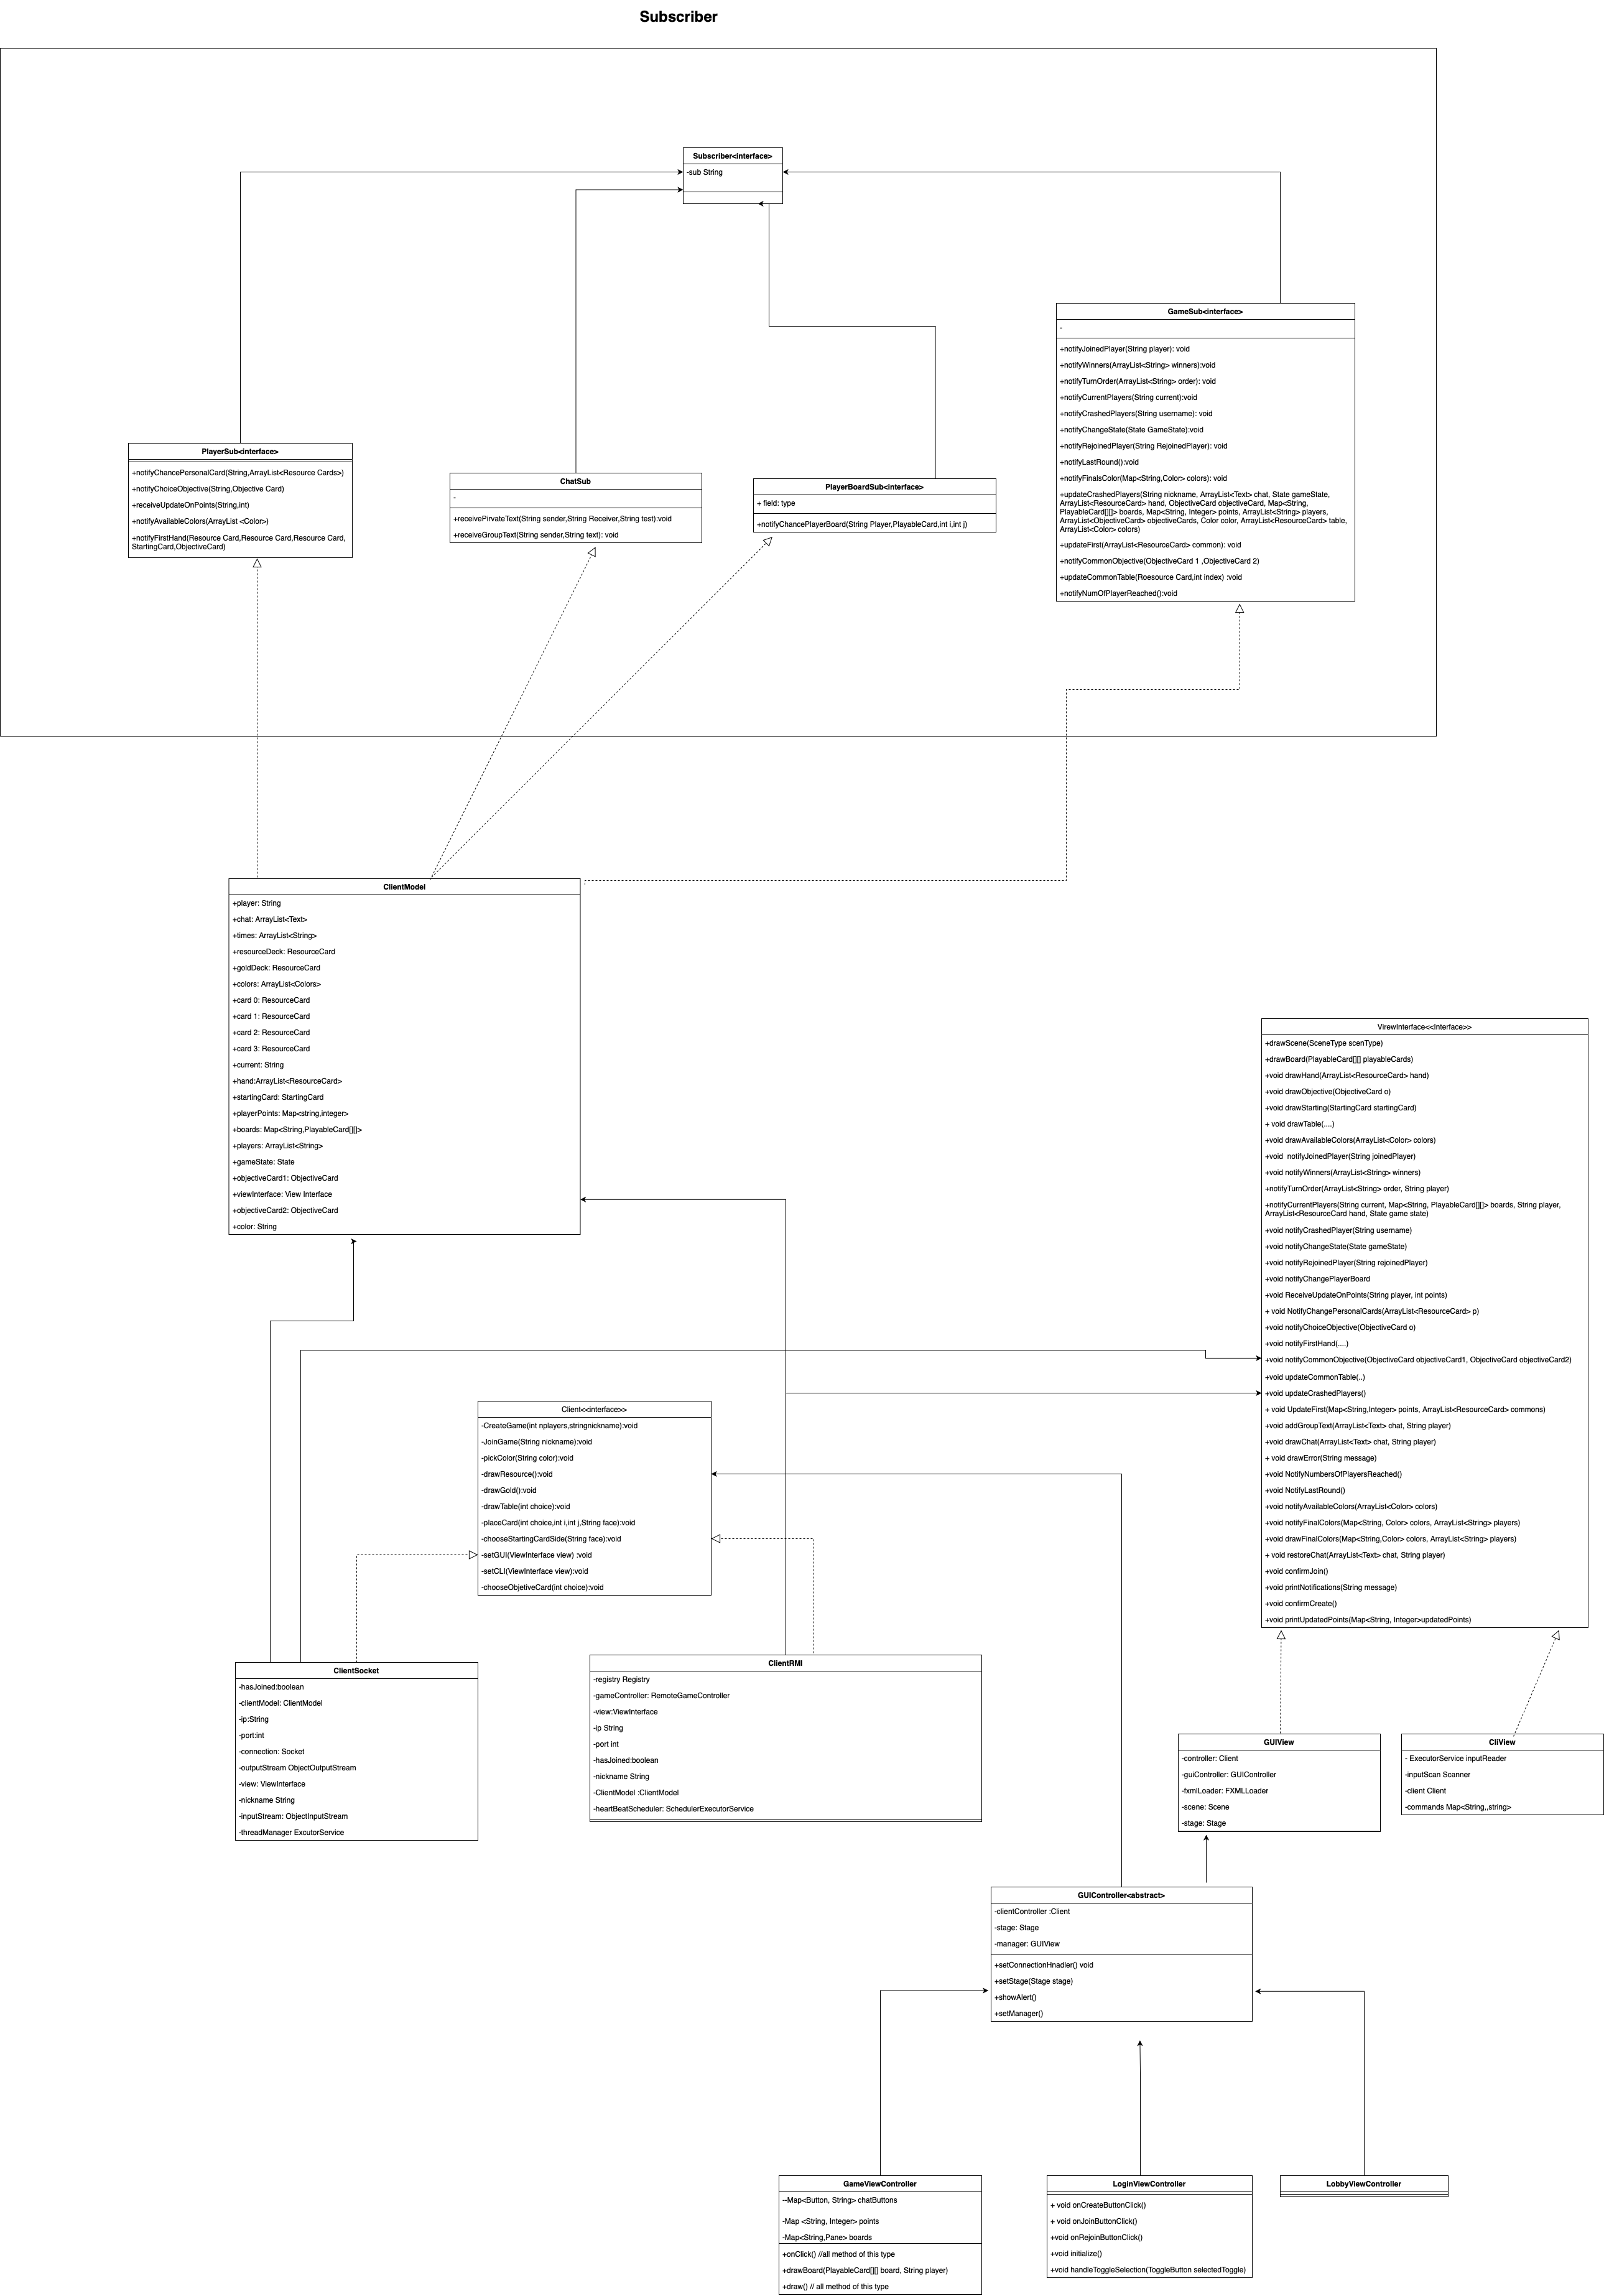 Subscriber
Subscriber<interface>
-sub String
GameSub<interface>
-
+notifyJoinedPlayer(String player): void
+notifyWinners(ArrayList<String> winners):void
+notifyTurnOrder(ArrayList<String> order): void
+notifyCurrentPlayers(String current):void
+notifyCrashedPlayers(String username): void
+notifyChangeState(State GameState):void
+notifyRejoinedPlayer(String RejoinedPlayer): void
+notifyLastRound():void
+notifyFinalsColor(Map<String,Color> colors): void
+updateCrashedPlayers(String nickname, ArrayList<Text> chat, State gameState,
ArrayList<ResourceCard> hand, ObjectiveCard objectiveCard, Map<String,
PlayableCard[][]> boards, Map<String, Integer> points, ArrayList<String> players,
ArrayList<ObjectiveCard> objectiveCards, Color color, ArrayList<ResourceCard> table,
ArrayList<Color> colors)
+updateFirst(ArrayList<ResourceCard> common): void
+notifyCommonObjective(ObjectiveCard 1 ,ObjectiveCard 2)
+updateCommonTable(Roesource Card,int index) :void
+notifyNumOfPlayerReached():void
PlayerSub<interface>
+notifyChancePersonalCard(String,ArrayList<Resource Cards>)
+notifyChoiceObjective(String,Objective Card)
+receiveUpdateOnPoints(String,int)
+notifyAvailableColors(ArrayList <Color>)
+notifyFirstHand(Resource Card,Resource Card,Resource Card,
StartingCard,ObjectiveCard)
ChatSub
-
+receivePirvateText(String sender,String Receiver,String test):void
+receiveGroupText(String sender,String text): void
PlayerBoardSub<interface>
+ field: type
+notifyChancePlayerBoard(String Player,PlayableCard,int i,int j)
ClientModel
+player: String
+chat: ArrayList<Text>
+times: ArrayList<String>
+resourceDeck: ResourceCard
+goldDeck: ResourceCard
+colors: ArrayList<Colors>
+card 0: ResourceCard
+card 1: ResourceCard
+card 2: ResourceCard
+card 3: ResourceCard
+current: String
+hand:ArrayList<ResourceCard>
+startingCard: StartingCard
+playerPoints: Map<string,integer>
+boards: Map<String,PlayableCard[][]>
+players: ArrayList<String>
+gameState: State
+objectiveCard1: ObjectiveCard
+viewInterface: View Interface
+objectiveCard2: ObjectiveCard
+color: String
VirewInterface<<Interface>>
+drawScene(SceneType scenType)
+drawBoard(PlayableCard[][] playableCards)
+void drawHand(ArrayList<ResourceCard> hand)
+void drawObjective(ObjectiveCard o)
+void drawStarting(StartingCard startingCard)
+ void drawTable(....)
+void drawAvailableColors(ArrayList<Color> colors)
+void  notifyJoinedPlayer(String joinedPlayer)
+void notifyWinners(ArrayList<String> winners)
+notifyTurnOrder(ArrayList<String> order, String player)
+notifyCurrentPlayers(String current, Map<String, PlayableCard[][]> boards, String player,
ArrayList<ResourceCard hand, State game state)
+void notifyCrashedPlayer(String username)
+void notifyChangeState(State gameState)
+void notifyRejoinedPlayer(String rejoinedPlayer)
+void notifyChangePlayerBoard
+void ReceiveUpdateOnPoints(String player, int points)
+ void NotifyChangePersonalCards(ArrayList<ResourceCard> p)
+void notifyChoiceObjective(ObjectiveCard o)
+void notifyFirstHand(....)
+void notifyCommonObjective(ObjectiveCard objectiveCard1, ObjectiveCard objectiveCard2)
+void updateCommonTable(..)
+void updateCrashedPlayers()
+ void UpdateFirst(Map<String,Integer> points, ArrayList<ResourceCard> commons)
+void addGroupText(ArrayList<Text> chat, String player)
+void drawChat(ArrayList<Text> chat, String player)
+ void drawError(String message)
+void NotifyNumbersOfPlayersReached()
+void NotifyLastRound()
+void notifyAvailableColors(ArrayList<Color> colors)
+void notifyFinalColors(Map<String, Color> colors, ArrayList<String> players)
+void drawFinalColors(Map<String,Color> colors, ArrayList<String> players)
+ void restoreChat(ArrayList<Text> chat, String player)
+void confirmJoin()
+void printNotifications(String message)
+void confirmCreate()
+void printUpdatedPoints(Map<String, Integer>updatedPoints)
Client<<interface>>
-CreateGame(int nplayers,stringnickname):void
-JoinGame(String nickname):void
-pickColor(String color):void
-drawResource():void
-drawGold():void
-drawTable(int choice):void
-placeCard(int choice,int i,int j,String face):void
-chooseStartingCardSide(String face):void
-setGUI(ViewInterface view) :void
-setCLI(ViewInterface view):void
-chooseObjetiveCard(int choice):void
ClientSocket
-hasJoined:boolean
-clientModel: ClientModel
-ip:String
-port:int
-connection: Socket
-outputStream ObjectOutputStream
-view: ViewInterface
-nickname String
-inputStream: ObjectInputStream
-threadManager ExcutorService
ClientRMI
-registry Registry
-gameController: RemoteGameController
-view:ViewInterface
-ip String
-port int
-hasJoined:boolean
-nickname String
-ClientModel :ClientModel
-heartBeatScheduler: SchedulerExecutorService
GUIView
-controller: Client
-guiController: GUIController
-fxmlLoader: FXMLLoader
-scene: Scene
-stage: Stage
CliView
- ExecutorService inputReader
-inputScan Scanner
-client Client
-commands Map<String,,string>
GUIController<abstract>
-clientController :Client
-stage: Stage
-manager: GUIView
+setConnectionHnadler() void
+setStage(Stage stage)
+showAlert()
+setManager()
GameViewController
--Map<Button, String> chatButtons
-Map <String, Integer> points
-Map<String,Pane> boards
+onClick() //all method of this type
+drawBoard(PlayableCard[][] board, String player)
+draw() // all method of this type
LoginViewController
+ void onCreateButtonClick()
+ void onJoinButtonClick()
+void onRejoinButtonClick()
+void initialize()
+void handleToggleSelection(ToggleButton selectedToggle)
LobbyViewController